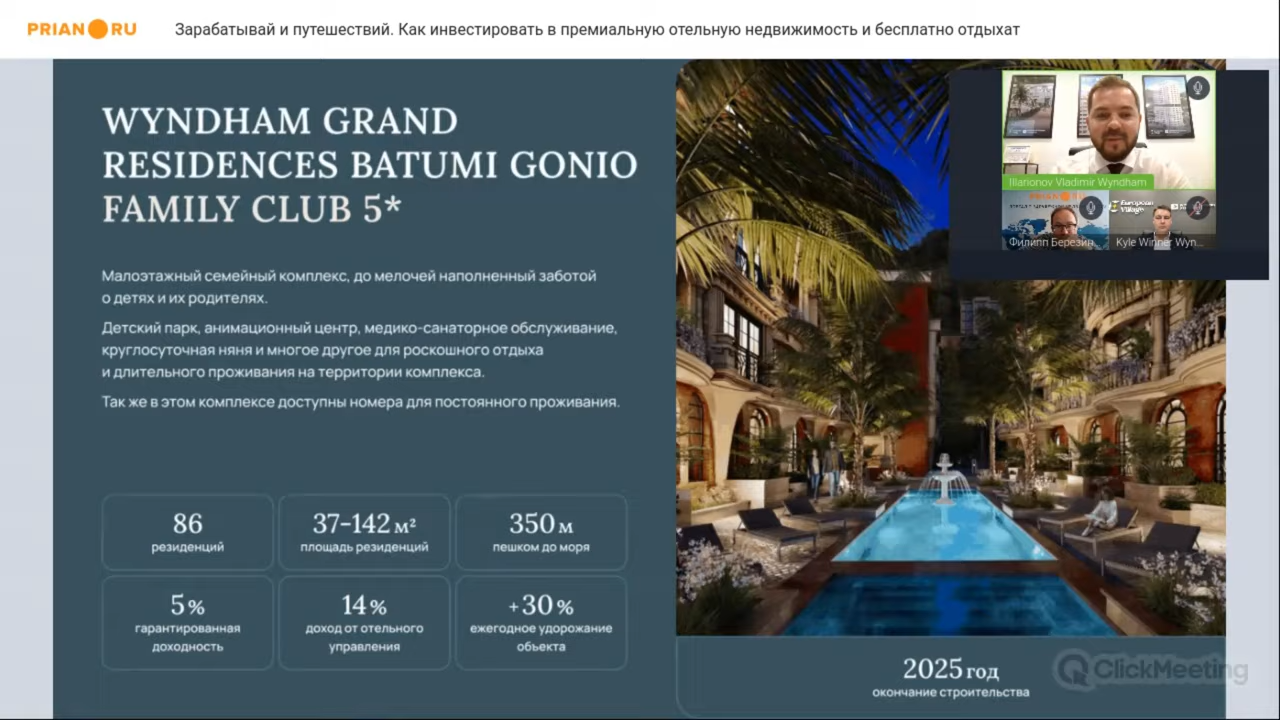 PRIAN RU
Зарабатывай и путешествий. Как инвестировать в премиальную отельную недвижимость и бесплатно отдыхат
WYNDHAM GRAND
RESIDENCES BATUMI GONIO
FAMILY CLUB 5*
Малоэтажный семейный комплекс, до мелочей наполненный заботой
о детях и их родителях.
Детский парк, анимационный центр, медико-санаторное обслуживание,
круглосуточная няня и многое другое для роскошного отдыха
и длительного проживания на территории комплекса.
Так же в этом комплексе доступны номера для постоянного проживания.
86
резиденций
37-142 м²
площадь резиденций
350 м
пешком до моря
5 %
гарантированная
доходность
14 %
доход от отельного
управления
+30 %
ежегодное удорожание
объекта
Illarionov Vladimir Wyndham
European
Village
Филипп Березин...
Kyle Winner Wyn...
2025 год
окончание строительства
ClickMeeting